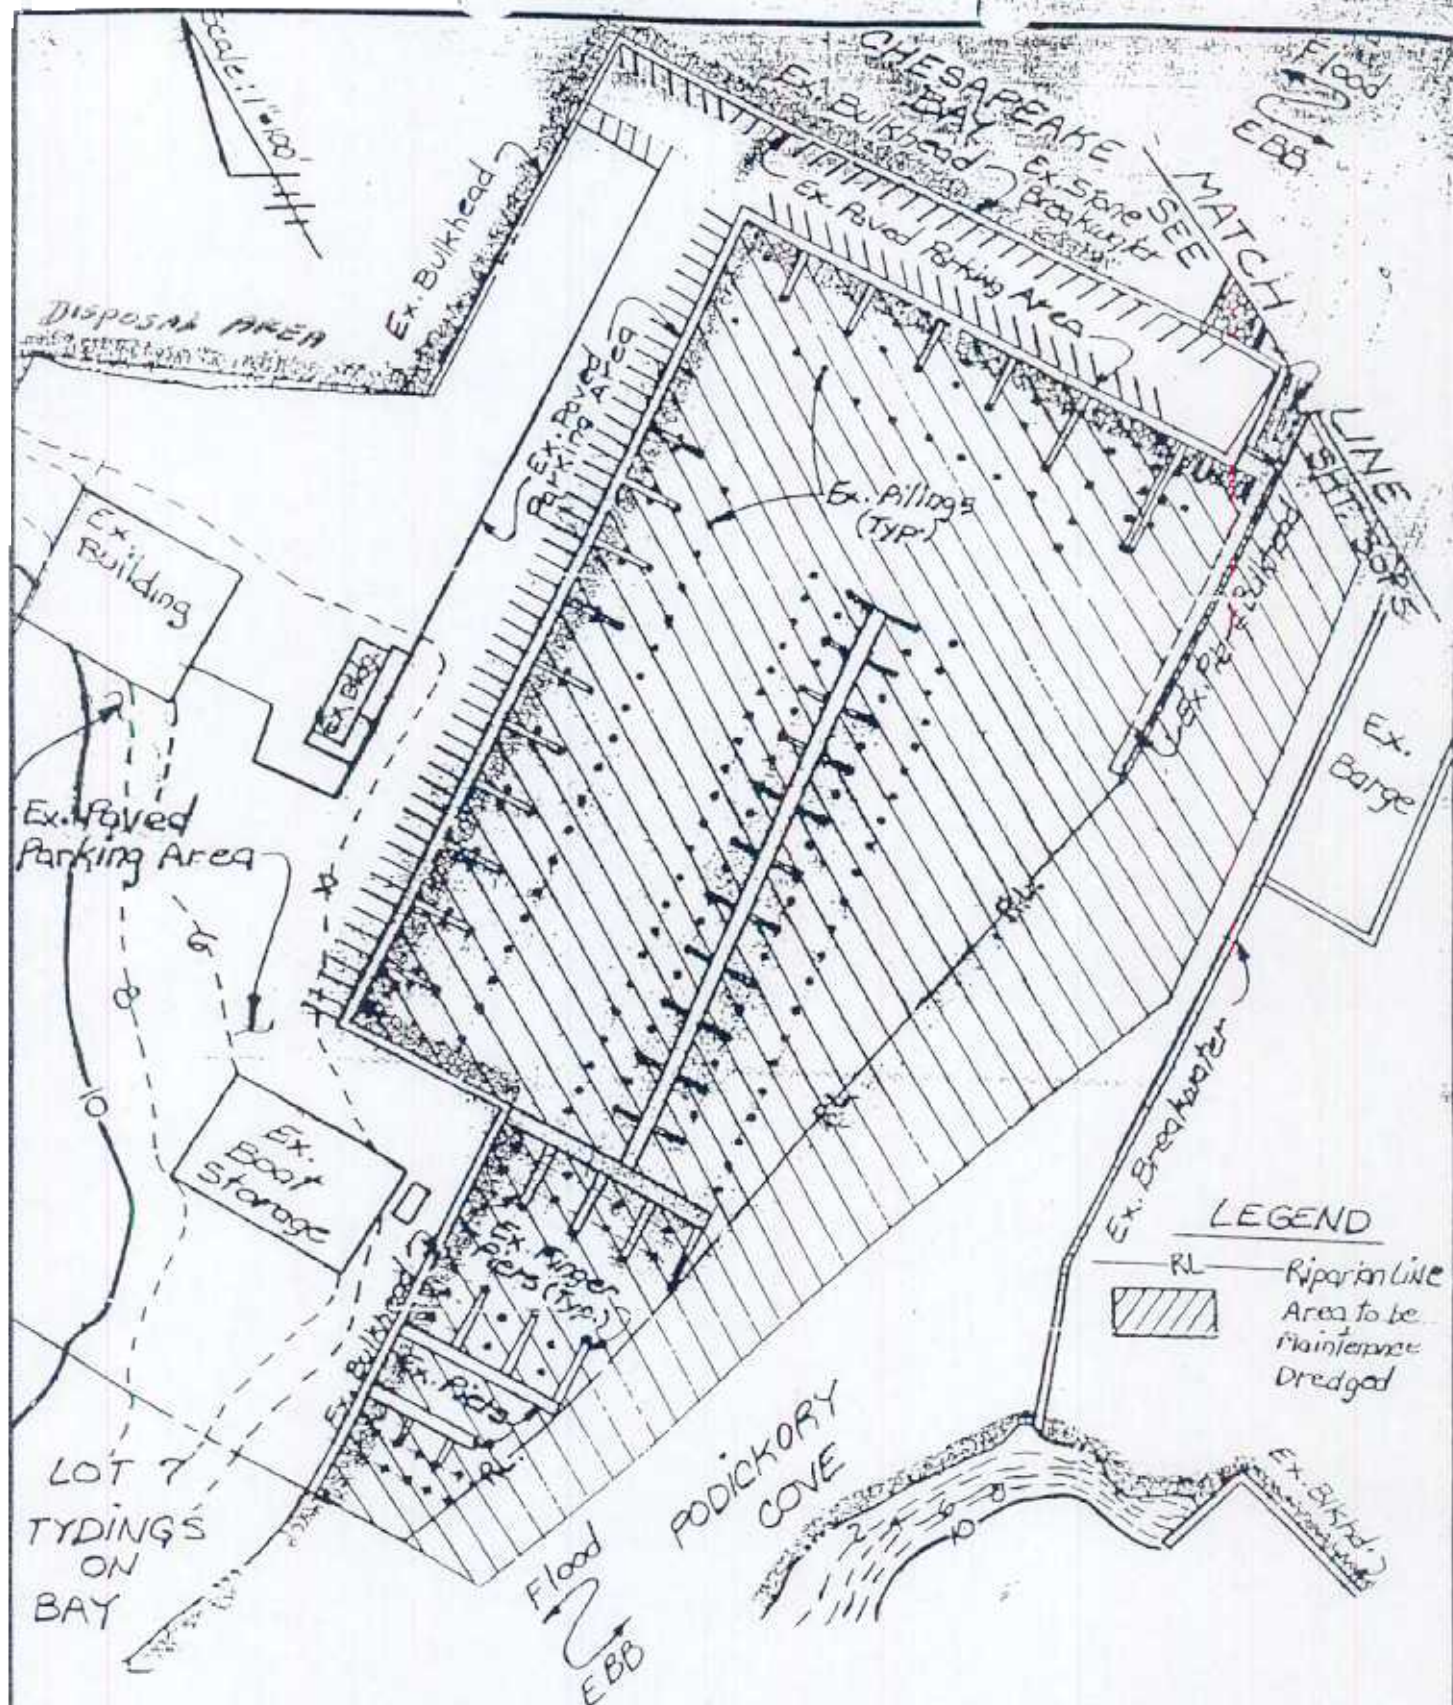 Scale: 1"=100'
CHESAPEAKE
BAY
Flood
EBB
Ex. Bulkhead
Ex. Bulkhead
Ex. Stone
Breakwater
MATCH
LINE
SEE
SHT. 5 OF 5
Ex. Paved Parking Area
DISPOSAL AREA
Ex. Paved
Parking Area
Ex. Pilings
(TYP.)
Ex. Building
Ex. Bldg.
Ex. Pier & Bulkhead
Ex.
Barge
Ex. Paved
Parking Area
6
8
10
RL
RL
Ex. Breakwater
Ex.
Boat
Storage
Ex. Finger
Piers (Typ.)
Ex. Bulkhead
Ex. Piers
RL
LEGEND
RL Riparian Line
Area to be
Maintenance
Dredged
LOT 7
TYDINGS
ON
BAY
PODICKORY
COVE
2 4 6 8
10
Ex. Blkhd.
Flood
EBB